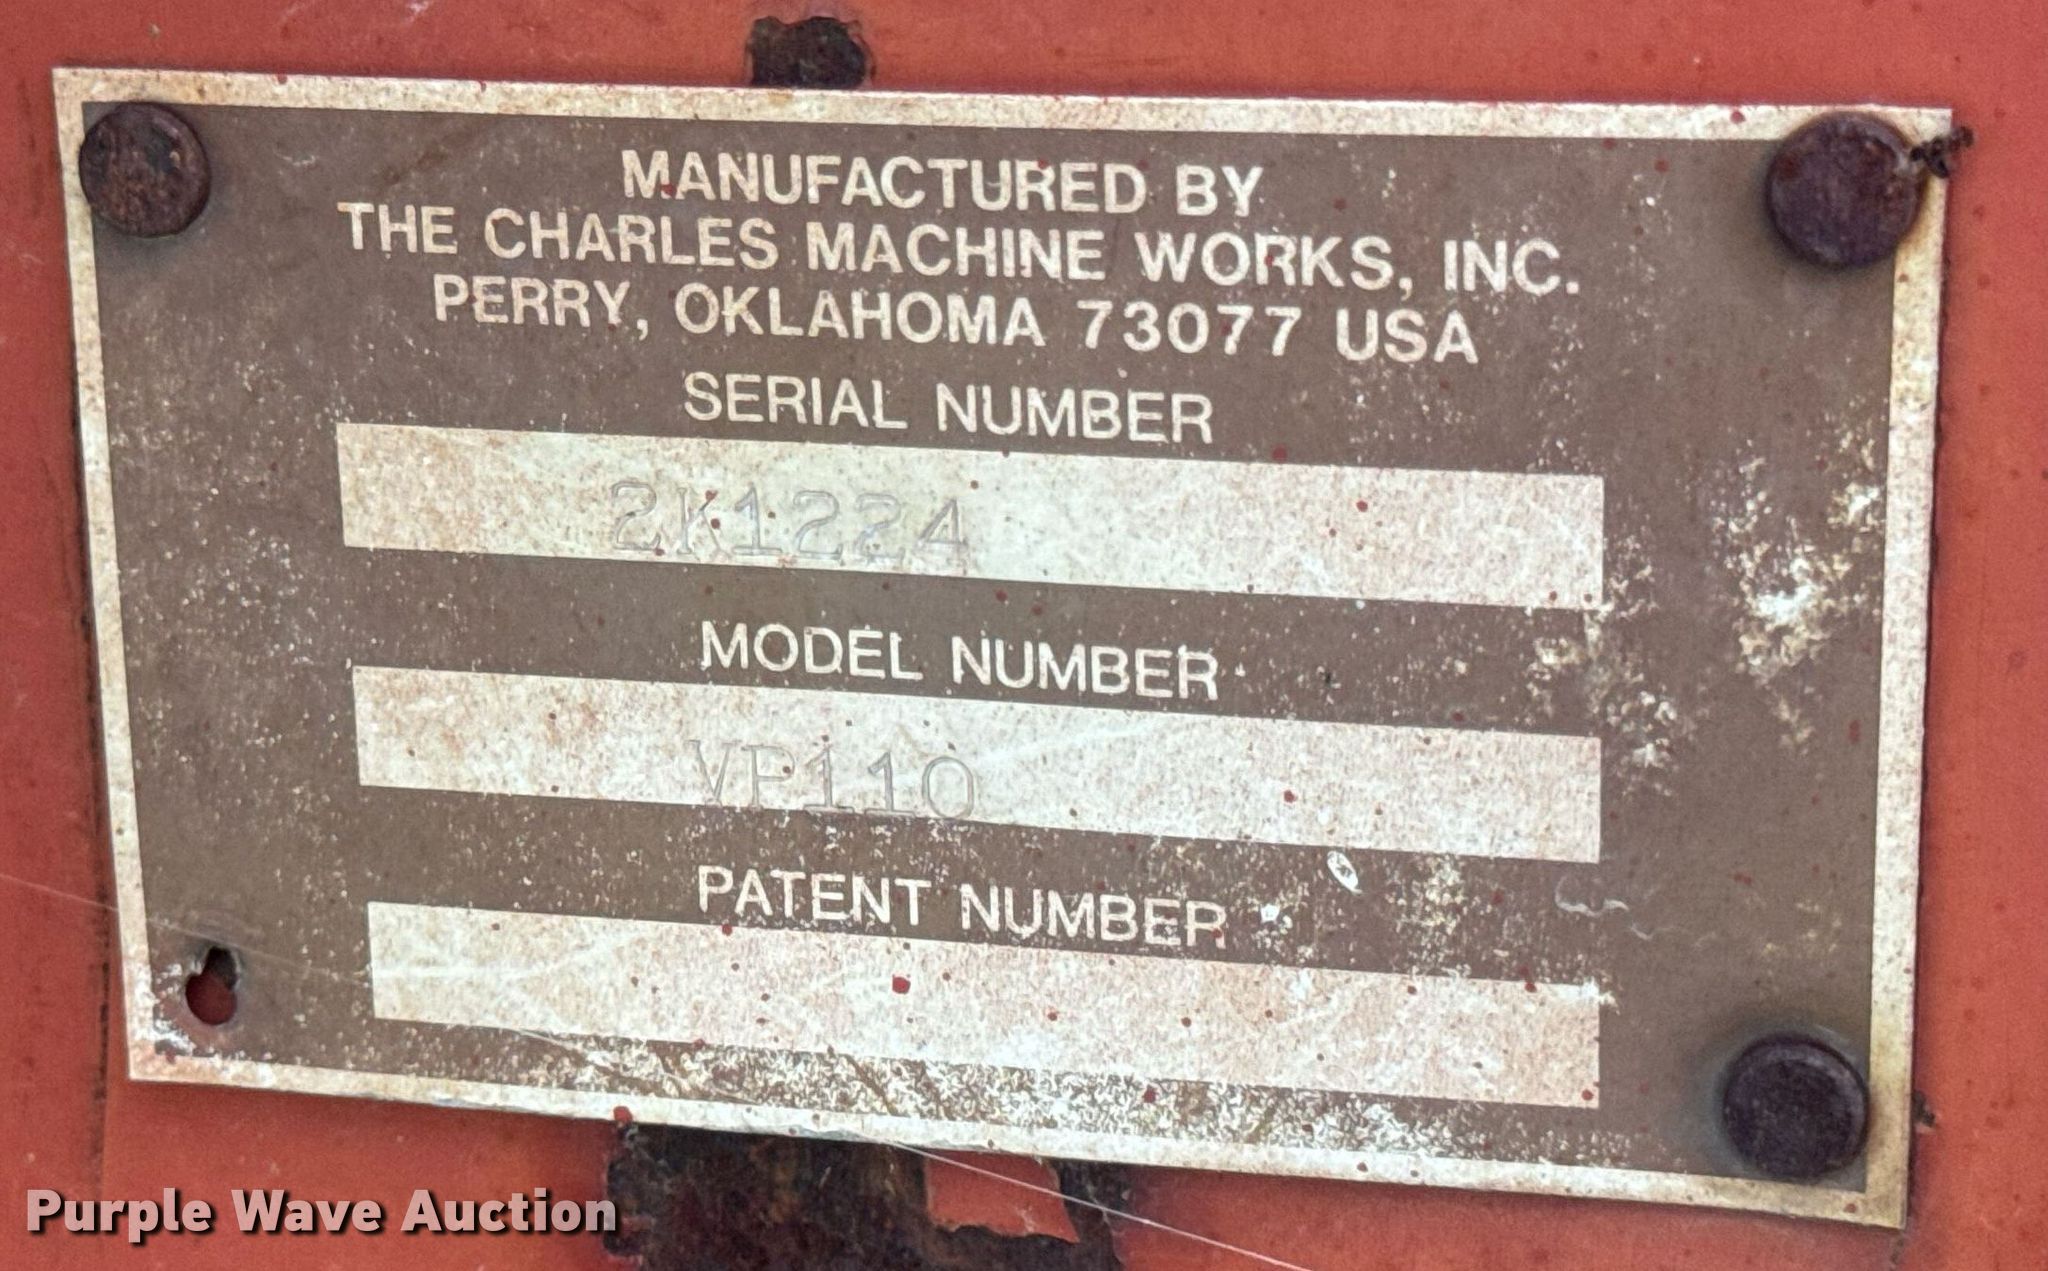 MANUFACTURED BY
THE CHARLES MACHINE WORKS, INC.
PERRY, OKLAHOMA 73077 USA
SERIAL NUMBER
2K1224
MODEL NUMBER
VP110
PATENT NUMBER
Purple Wave Auction